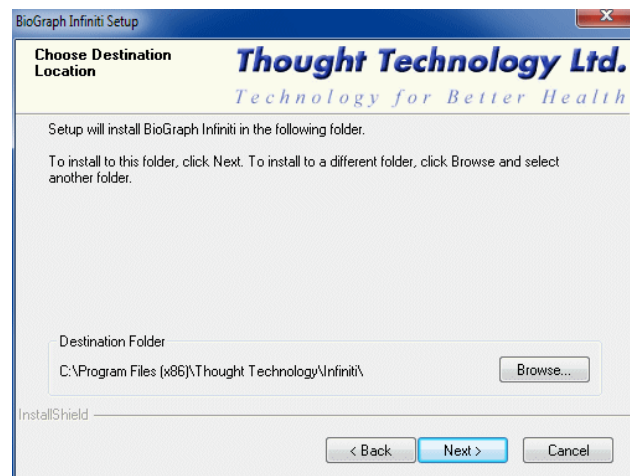 BioGraph Infiniti Setup
Choose Destination
Location
Thought Technology Ltd.
Technology for Better Health
Setup will install BioGraph Infiniti in the following folder.
To install to this folder, click Next. To install to a different folder, click Browse and select
another folder.
Destination Folder
C:\Program Files (x86)\Thought Technology\Infiniti\
Browse...
InstallShield
< Back
Next >
Cancel